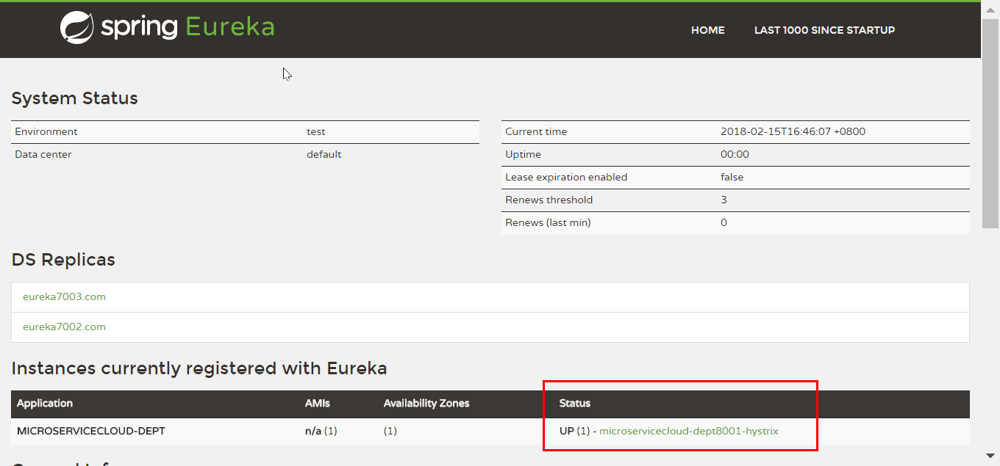 spring Eureka
HOME LAST 1000 SINCE STARTUP
System Status
Environment test
Data center default
Current time 2018-02-15T16:46:07 +0800
Uptime 00:00
Lease expiration enabled false
Renews threshold 3
Renews (last min) 0
DS Replicas
eureka7003.com
eureka7002.com
Instances currently registered with Eureka
Application AMIs Availability Zones Status
MICROSERVICECLOUD-DEPT n/a (1) (1) UP (1) - microservicecloud-dept8001-hystrix